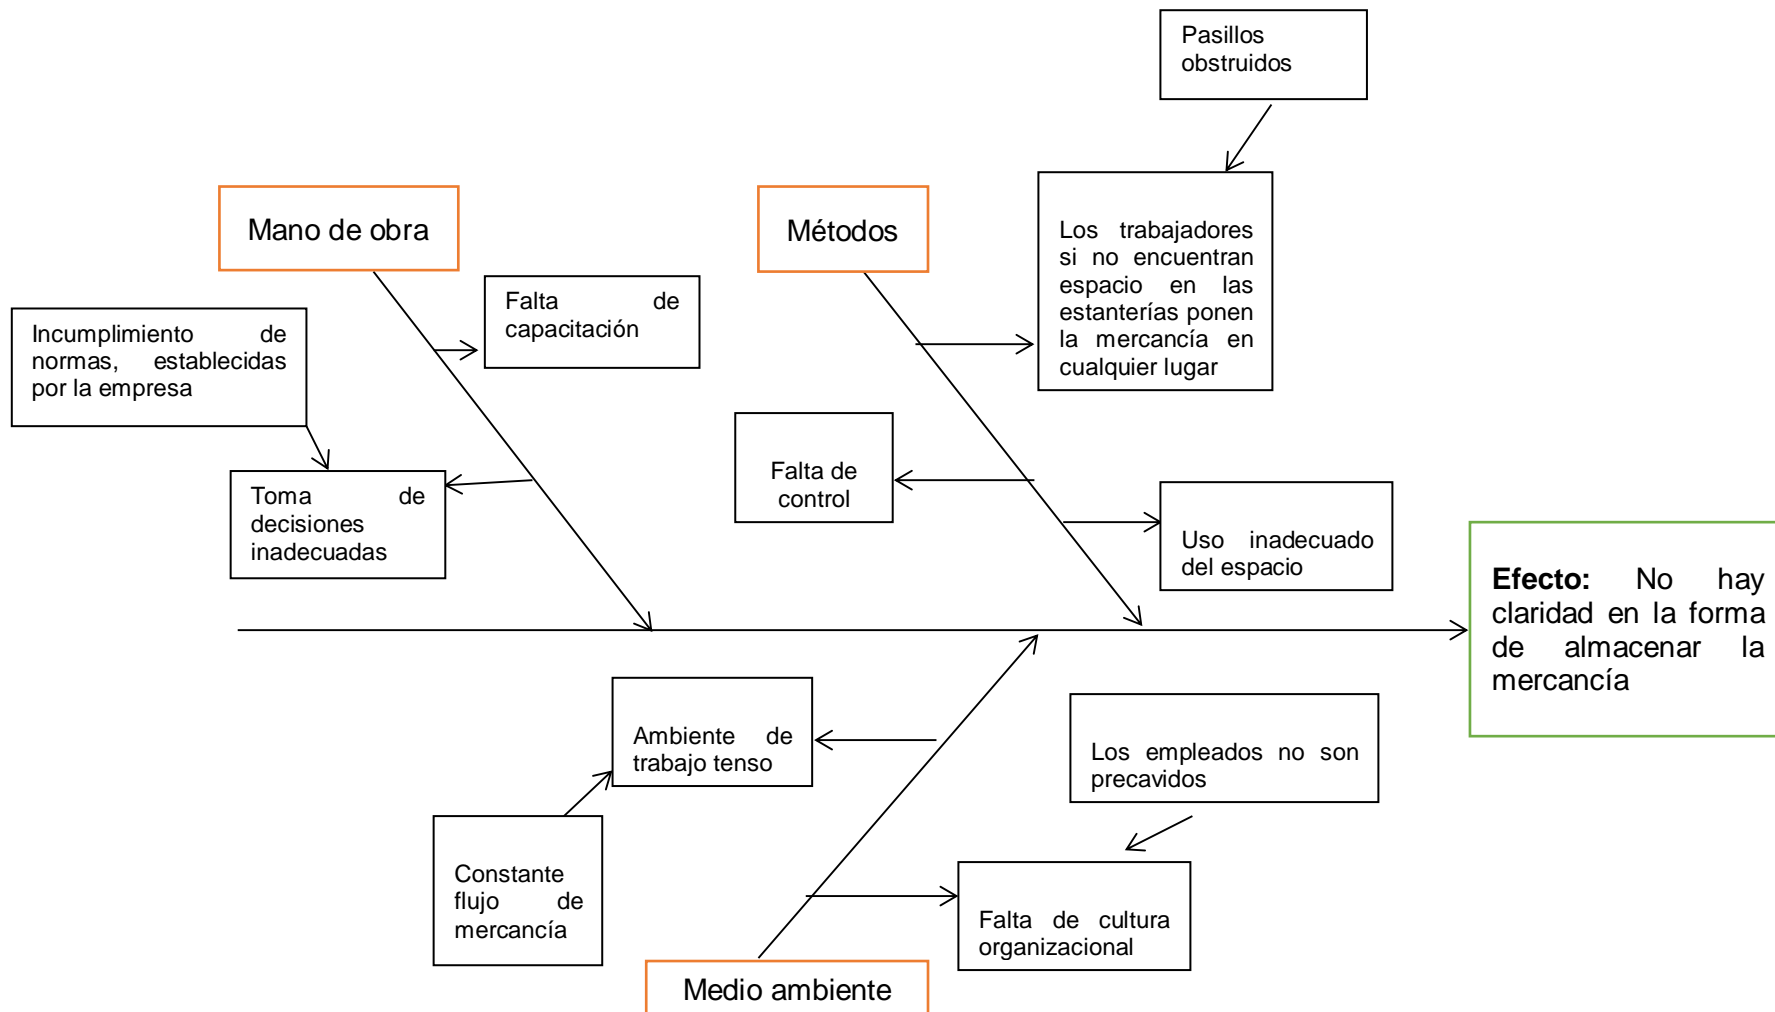 Pasillos
obstruidos
Mano de obra
Métodos
Los trabajadores
si no encuentran
espacio en las
estanterías ponen
la mercancía en
cualquier lugar
Falta de
capacitación
Incumplimiento de
normas, establecidas
por la empresa
Toma de
decisiones
inadecuadas
Falta de
control
Uso inadecuado
del espacio
Efecto: No hay
claridad en la forma
de almacenar la
mercancía
Ambiente de
trabajo tenso
Los empleados no son
precavidos
Constante
flujo de
mercancía
Falta de cultura
organizacional
Medio ambiente